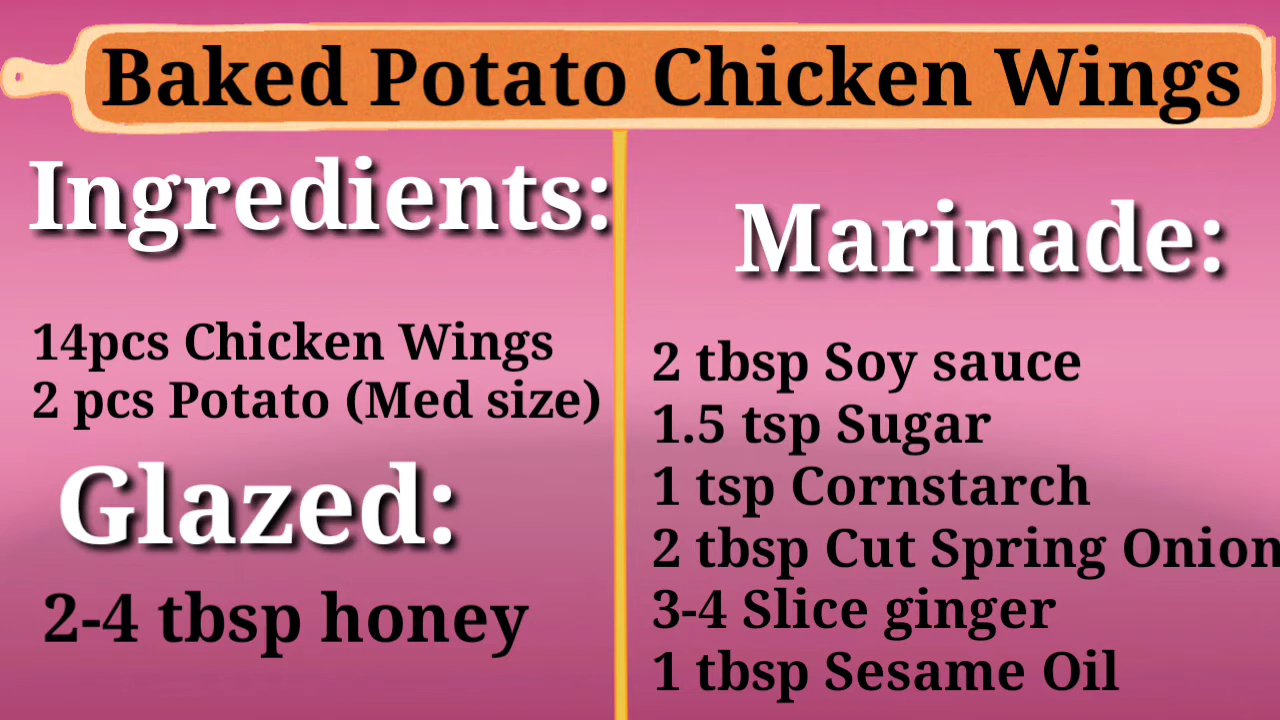 Baked Potato Chicken Wings
Ingredients:
14pcs Chicken Wings
2 pcs Potato (Med size)
Glazed:
2-4 tbsp honey
Marinade:
2 tbsp Soy sauce
1.5 tsp Sugar
1 tsp Cornstarch
2 tbsp Cut Spring Onion
3-4 Slice ginger
1 tbsp Sesame Oil